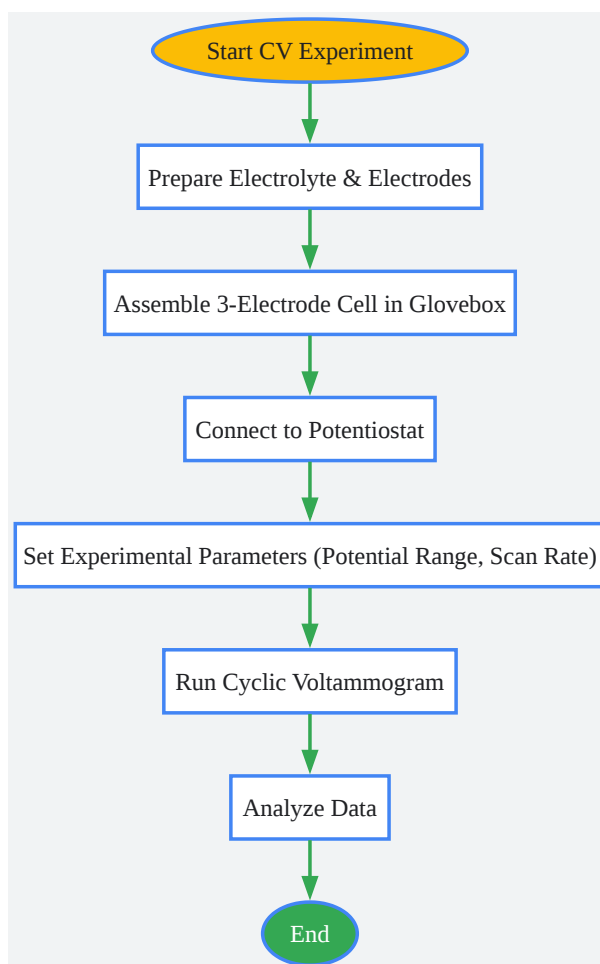 Start CV Experiment
Prepare Electrolyte & Electrodes
Assemble 3-Electrode Cell in Glovebox
Connect to Potentiostat
Set Experimental Parameters (Potential Range, Scan Rate)
Run Cyclic Voltammogram
Analyze Data
End